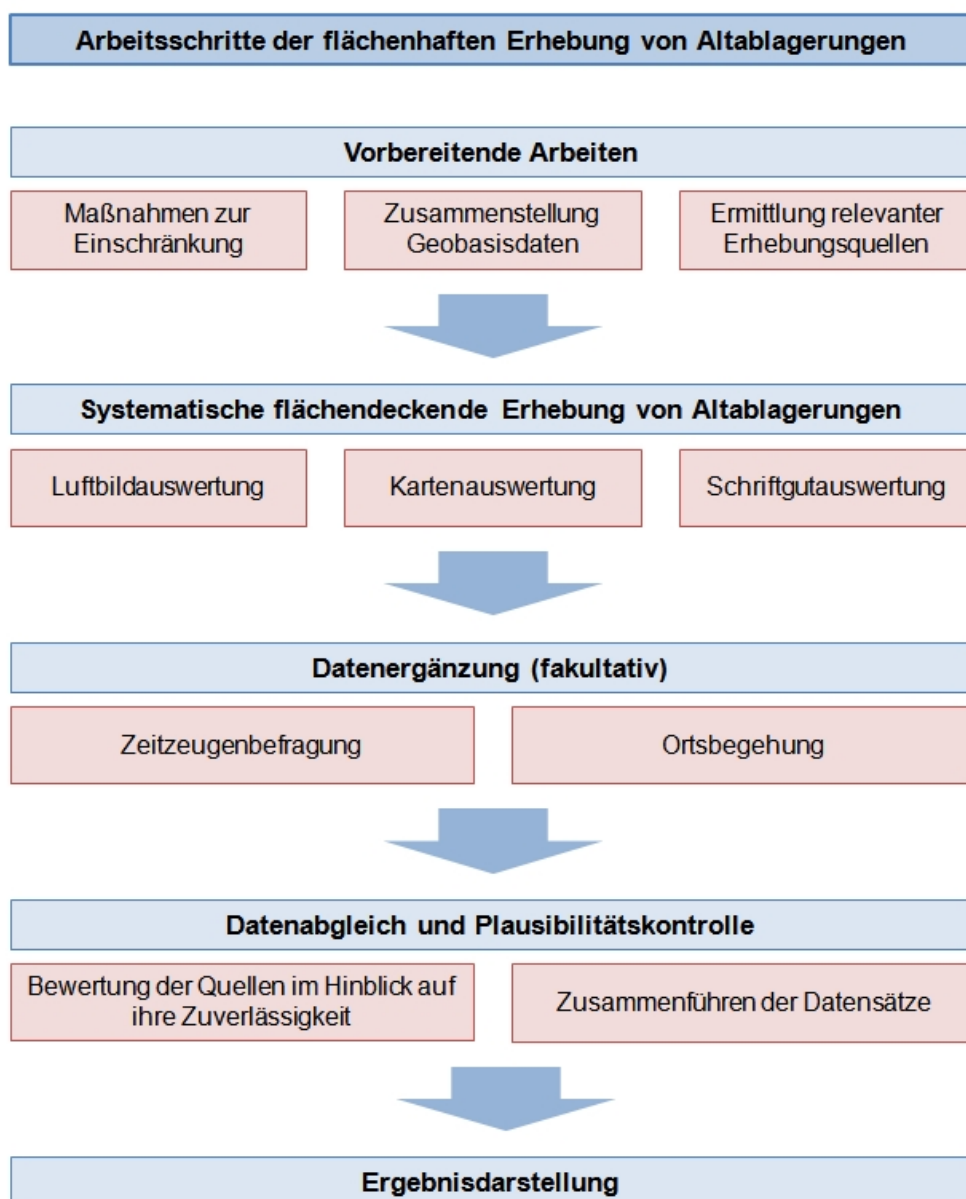 Arbeitsschritte der flächenhaften Erhebung von Altablagerungen
Vorbereitende Arbeiten
Maßnahmen zur
Einschränkung
Zusammenstellung
Geobasisdaten
Ermittlung relevanter
Erhebungsquellen
Systematische flächendeckende Erhebung von Altablagerungen
Luftbildauswertung
Kartenauswertung
Schriftgutauswertung
Datenergänzung (fakultativ)
Zeitzeugenbefragung
Ortsbegehung
Datenabgleich und Plausibilitätskontrolle
Bewertung der Quellen im Hinblick auf
ihre Zuverlässigkeit
Zusammenführen der Datensätze
Ergebnisdarstellung